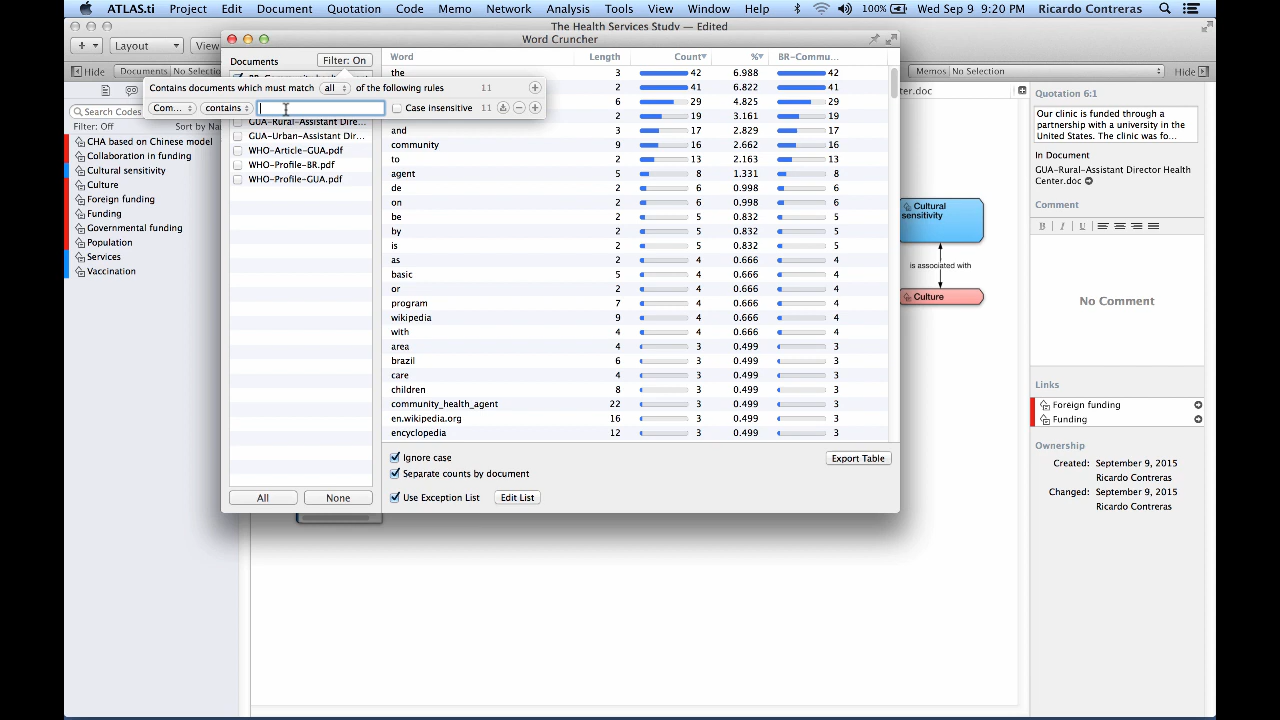 ATLAS.ti Project Edit Document Quotation Code Memo Network Analysis Tools View Window Help 100% Wed Sep 9 9:20 PM Ricardo Contreras
The Health Services Study — Edited
Word Cruncher
+ Layout View
Hide Documents No Selection Memos No Selection Hide
Documents Filter: On
Contains documents which must match all of the following rules 11
Com... contains Case insensitive 11
GUA-Rural-Assistant Dire...
GUA-Urban-Assistant Dir...
WHO-Article-GUA.pdf
WHO-Profile-BR.pdf
WHO-Profile-GUA.pdf
All None
Search Codes
Filter: Off Sort by Na
CHA based on Chinese model
Collaboration in funding
Cultural sensitivity
Culture
Foreign funding
Funding
Governmental funding
Population
Services
Vaccination
Word Length Count▼ %▼ BR-Commu...
the 3 42 6.988 42
2 41 6.822 41
6 29 4.825 29
2 19 3.161 19
and 3 17 2.829 17
community 9 16 2.662 16
to 2 13 2.163 13
agent 5 8 1.331 8
de 2 6 0.998 6
on 2 6 0.998 6
be 2 5 0.832 5
by 2 5 0.832 5
is 2 5 0.832 5
as 2 4 0.666 4
basic 5 4 0.666 4
or 2 4 0.666 4
program 7 4 0.666 4
wikipedia 9 4 0.666 4
with 4 4 0.666 4
area 4 3 0.499 3
brazil 6 3 0.499 3
care 4 3 0.499 3
children 8 3 0.499 3
community_health_agent 22 3 0.499 3
en.wikipedia.org 16 3 0.499 3
encyclopedia 12 3 0.499 3
Ignore case
Separate counts by document
Use Exception List Edit List
Export Table
ter.doc
Cultural
sensitivity
is associated with
Culture
Quotation 6:1
Our clinic is funded through a
partnership with a university in the
United States. The clinic was fo...
In Document
GUA-Rural-Assistant Director Health
Center.doc
Comment
B I U
No Comment
Links
Foreign funding
Funding
Ownership
Created: September 9, 2015
Ricardo Contreras
Changed: September 9, 2015
Ricardo Contreras